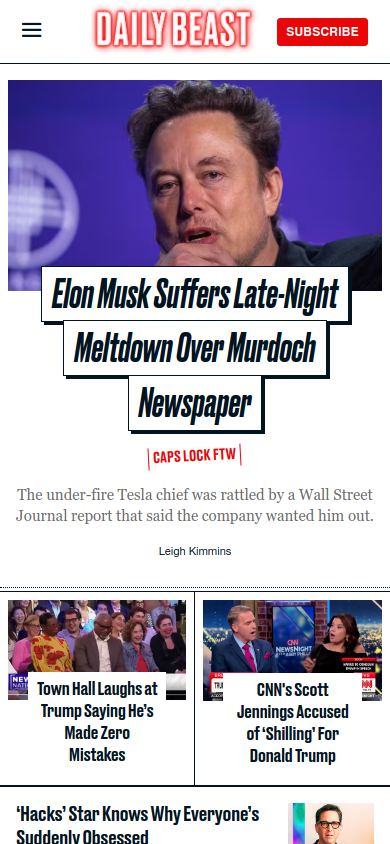 DAILY BEAST
SUBSCRIBE
Elon Musk Suffers Late-Night
Meltdown Over Murdoch
Newspaper
CAPS LOCK FTW
The under-fire Tesla chief was rattled by a Wall Street
Journal report that said the company wanted him out.
Leigh Kimmins
Town Hall Laughs at
Trump Saying He's
Made Zero
Mistakes
CNN
NEWSNIGHT
CNN's Scott
Jennings Accused
of 'Shilling' For
Donald Trump
'Hacks' Star Knows Why Everyone's
Suddenly Obsessed